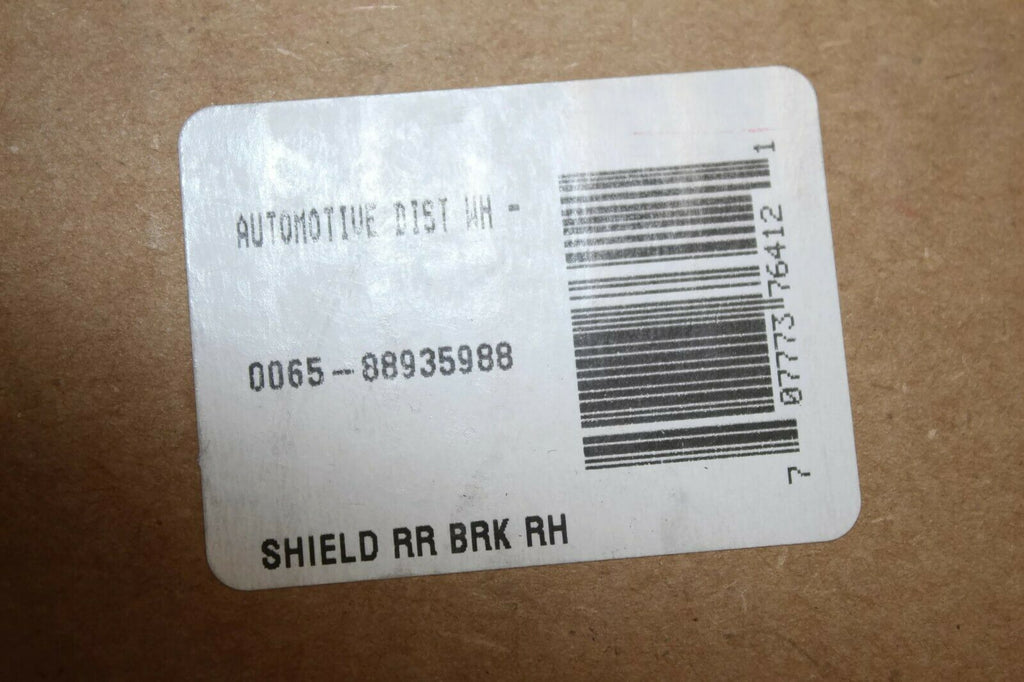 AUTOMOTIVE DIST WH -
0065-88935988
SHIELD RR BRK RH
7 07773 76412 1